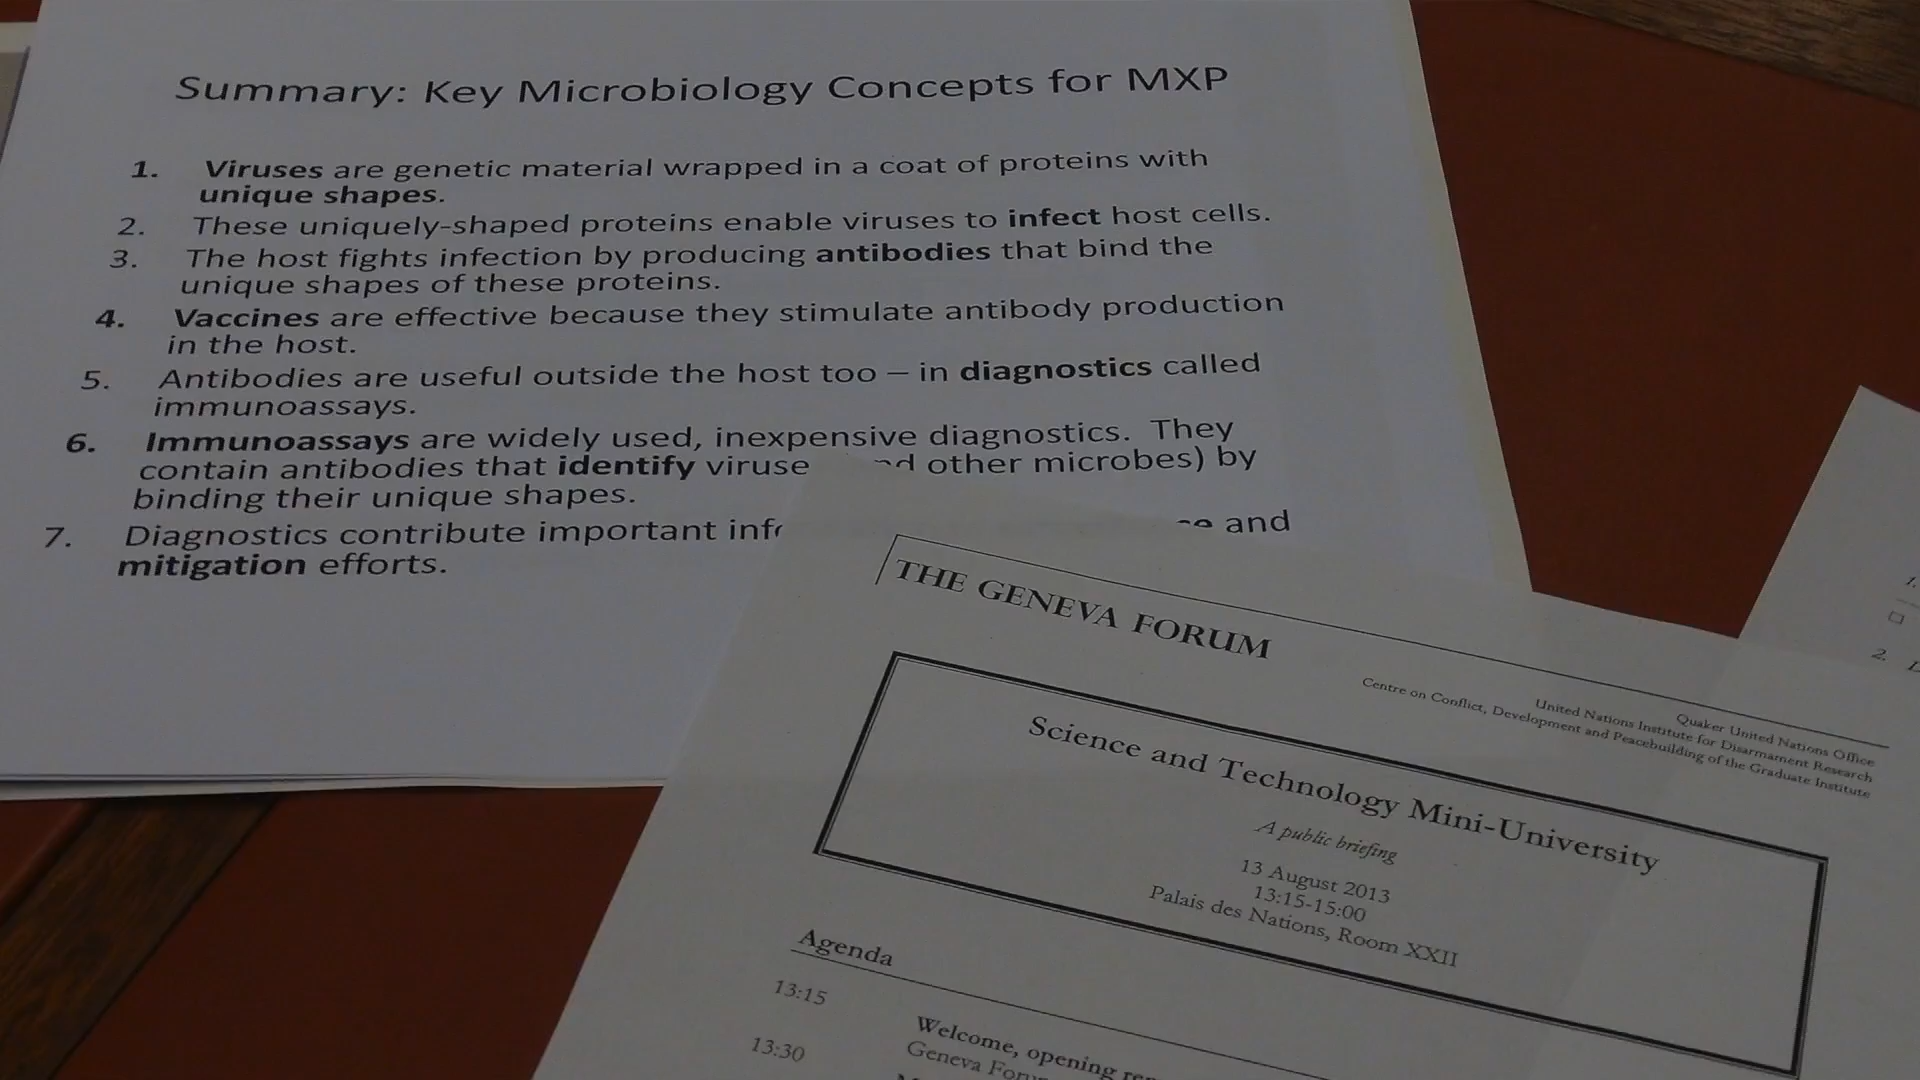 Summary: Key Microbiology Concepts for MXP
1. Viruses are genetic material wrapped in a coat of proteins with
unique shapes.
2. These uniquely-shaped proteins enable viruses to infect host cells.
3. The host fights infection by producing antibodies that bind the
unique shapes of these proteins.
4. Vaccines are effective because they stimulate antibody production
in the host.
5. Antibodies are useful outside the host too – in diagnostics called
immunoassays.
6. Immunoassays are widely used, inexpensive diagnostics. They
contain antibodies that identify viruse other microbes) by
binding their unique shapes.
7. Diagnostics contribute important and
mitigation efforts.
THE GENEVA FORUM
Quaker United Nations Office
United Nations Institute for Disarmament Research
Centre on Conflict, Development and Peacebuilding of the Graduate Institute
Science and Technology Mini-University
A public briefing
13 August 2013
13:15-15:00
Palais des Nations, Room XXII
Agenda
13:15
Welcome, opening
Geneva
13:30
1.
2.